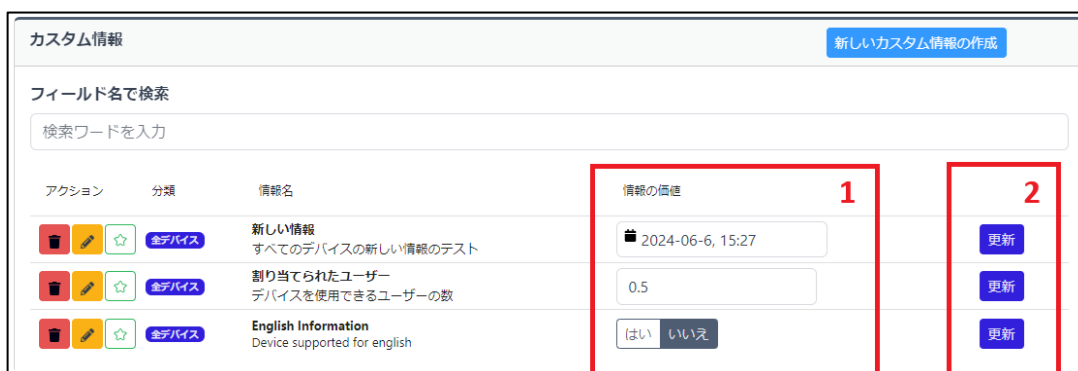 カスタム情報
新しいカスタム情報の作成
フィールド名で検索
検索ワードを入力
アクション 分類 情報名 情報の価値 1 2
全デバイス 新しい情報 2024-06-6, 15:27 更新
すべてのデバイスの新しい情報のテスト
全デバイス 割り当てられたユーザー 0.5 更新
デバイスを使用できるユーザーの数
全デバイス English Information はい いいえ 更新
Device supported for english